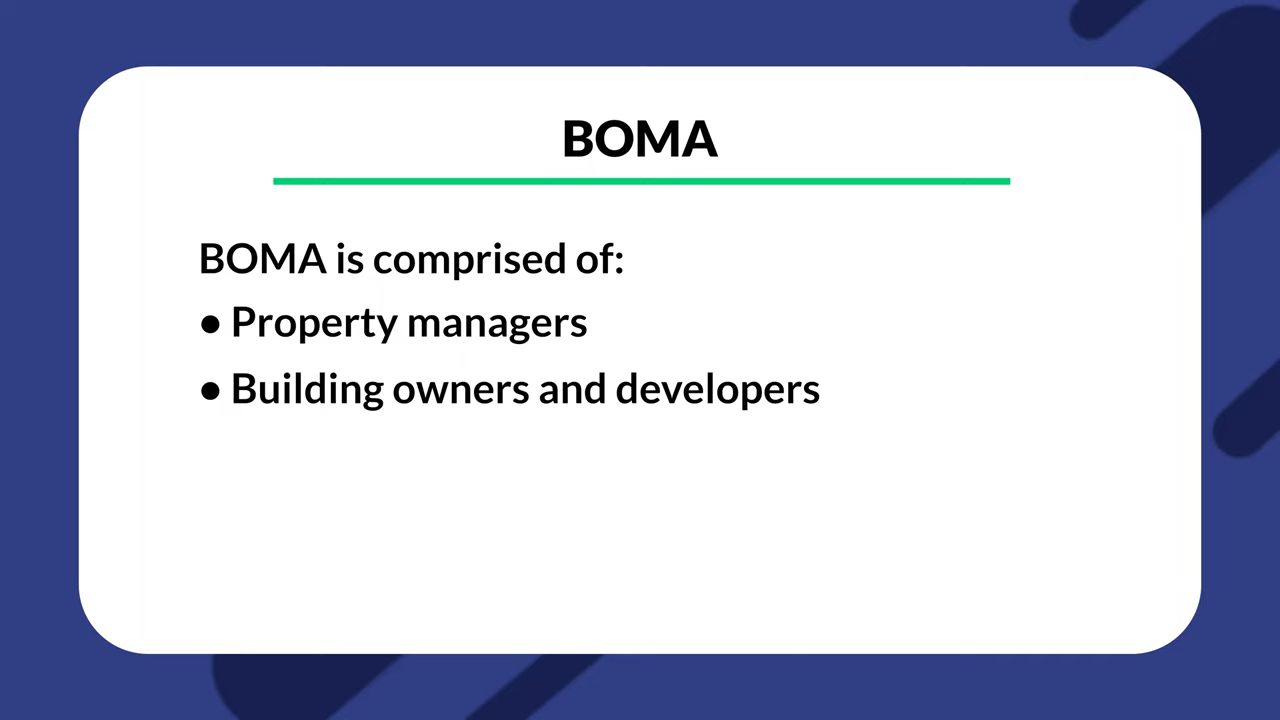 BOMA
BOMA is comprised of:
● Property managers
● Building owners and developers